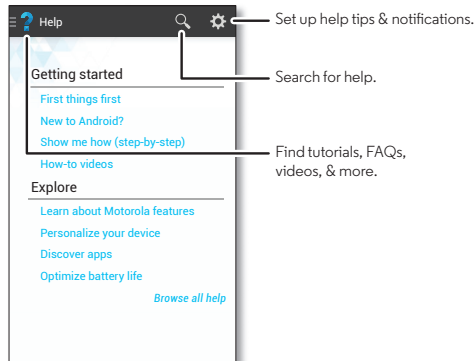 ? Help
Set up help tips & notifications.
Getting started
Search for help.
First things first
New to Android?
Show me how (step-by-step)
How-to videos
Find tutorials, FAQs,
videos, & more.
Explore
Learn about Motorola features
Personalize your device
Discover apps
Optimize battery life
Browse all help